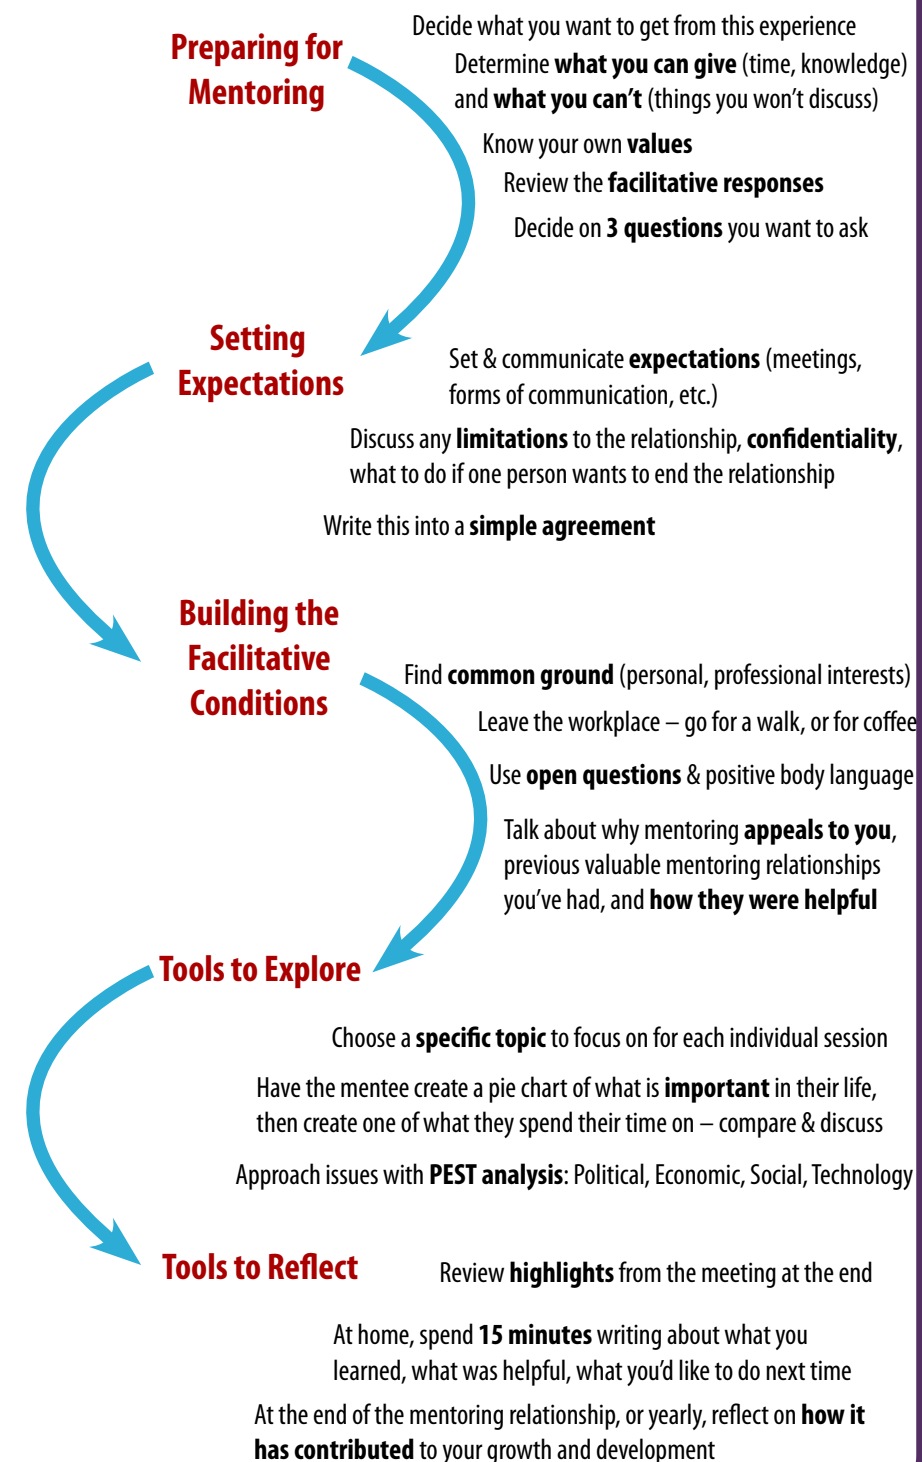 Preparing for
Mentoring
Decide what you want to get from this experience
Determine what you can give (time, knowledge)
and what you can't (things you won't discuss)
Know your own values
Review the facilitative responses
Decide on 3 questions you want to ask
Setting
Expectations
Set & communicate expectations (meetings,
forms of communication, etc.)
Discuss any limitations to the relationship, confidentiality,
what to do if one person wants to end the relationship
Write this into a simple agreement
Building the
Facilitative
Conditions
Find common ground (personal, professional interests)
Leave the workplace – go for a walk, or for coffee
Use open questions & positive body language
Talk about why mentoring appeals to you,
previous valuable mentoring relationships
you've had, and how they were helpful
Tools to Explore
Choose a specific topic to focus on for each individual session
Have the mentee create a pie chart of what is important in their life,
then create one of what they spend their time on – compare & discuss
Approach issues with PEST analysis: Political, Economic, Social, Technology
Tools to Reflect
Review highlights from the meeting at the end
At home, spend 15 minutes writing about what you
learned, what was helpful, what you'd like to do next time
At the end of the mentoring relationship, or yearly, reflect on how it
has contributed to your growth and development